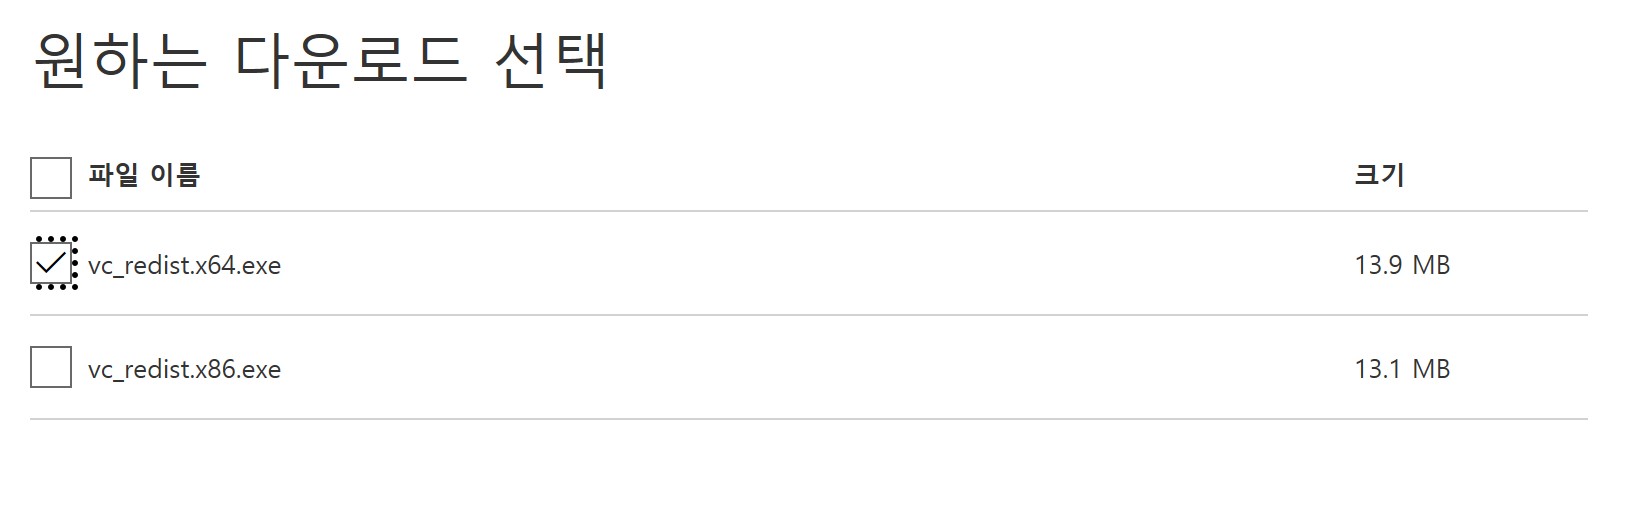 원하는 다운로드 선택
파일 이름 크기
vc_redist.x64.exe 13.9 MB
vc_redist.x86.exe 13.1 MB